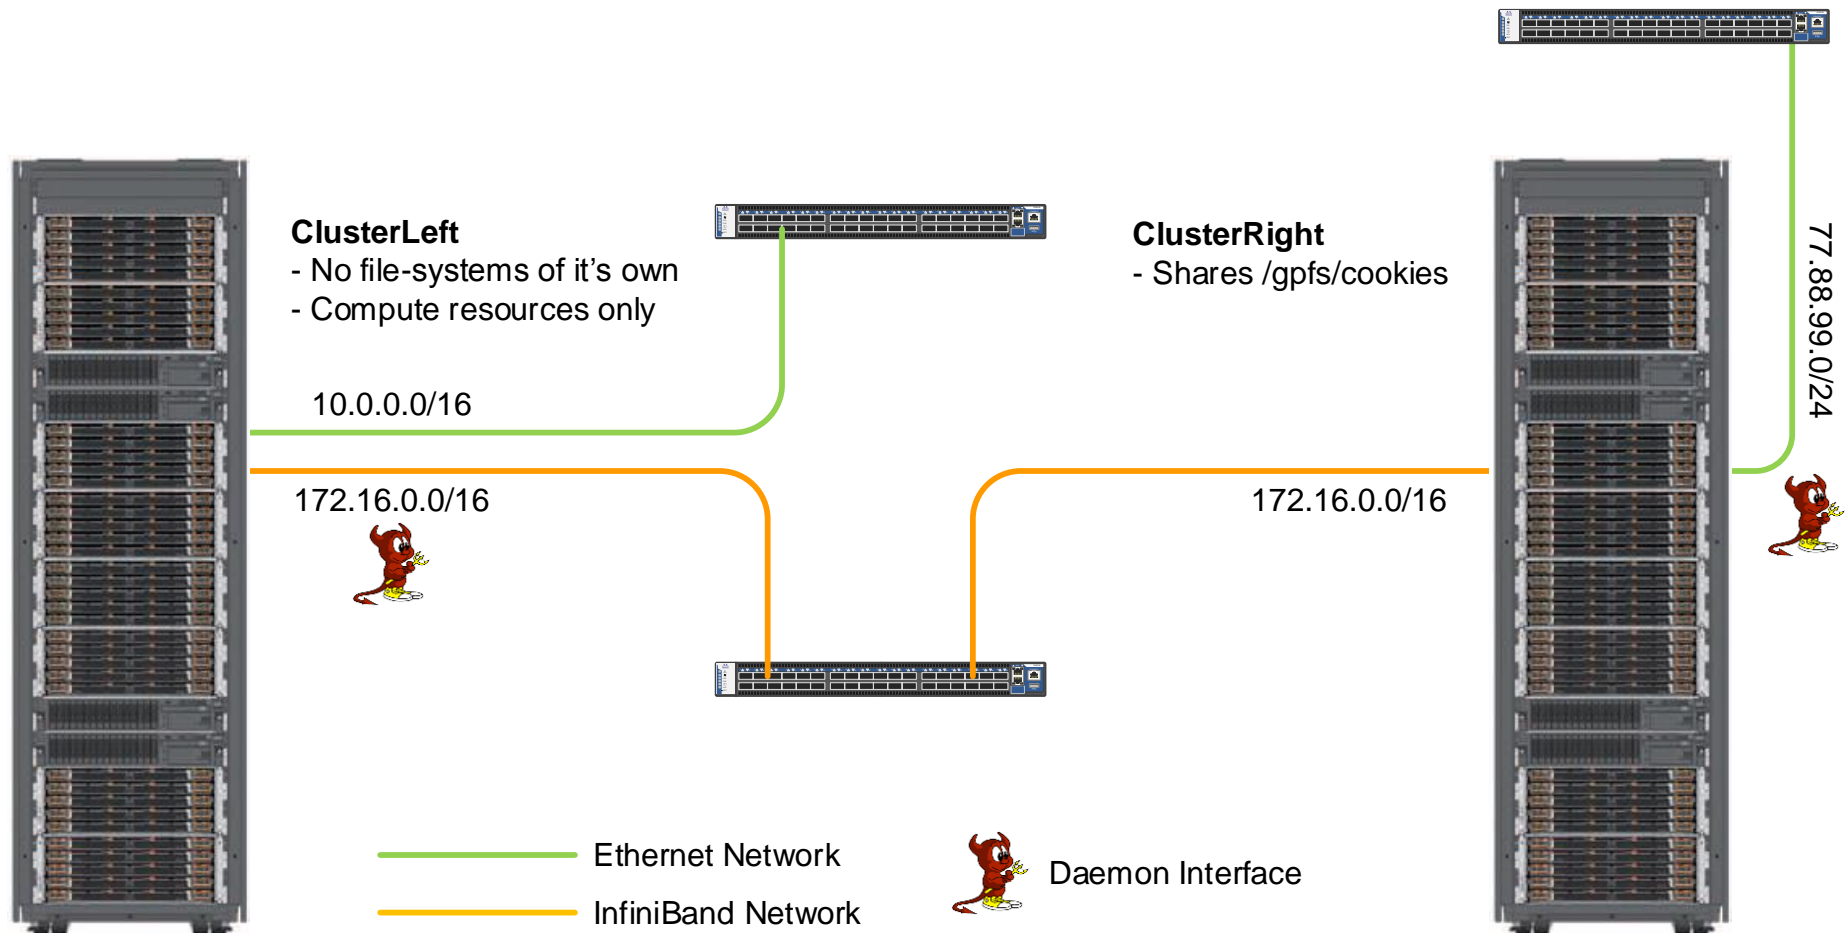 ClusterLeft
- No file-systems of it's own
- Compute resources only
ClusterRight
- Shares /gpfs/cookies
77.88.99.0/24
10.0.0.0/16
172.16.0.0/16
172.16.0.0/16
Ethernet Network
InfiniBand Network
Daemon Interface